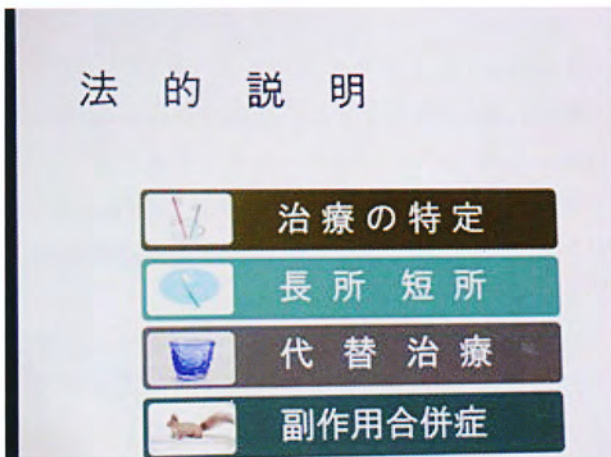 法的説明
治療の特定
長所 短所
代替治療
副作用合併症